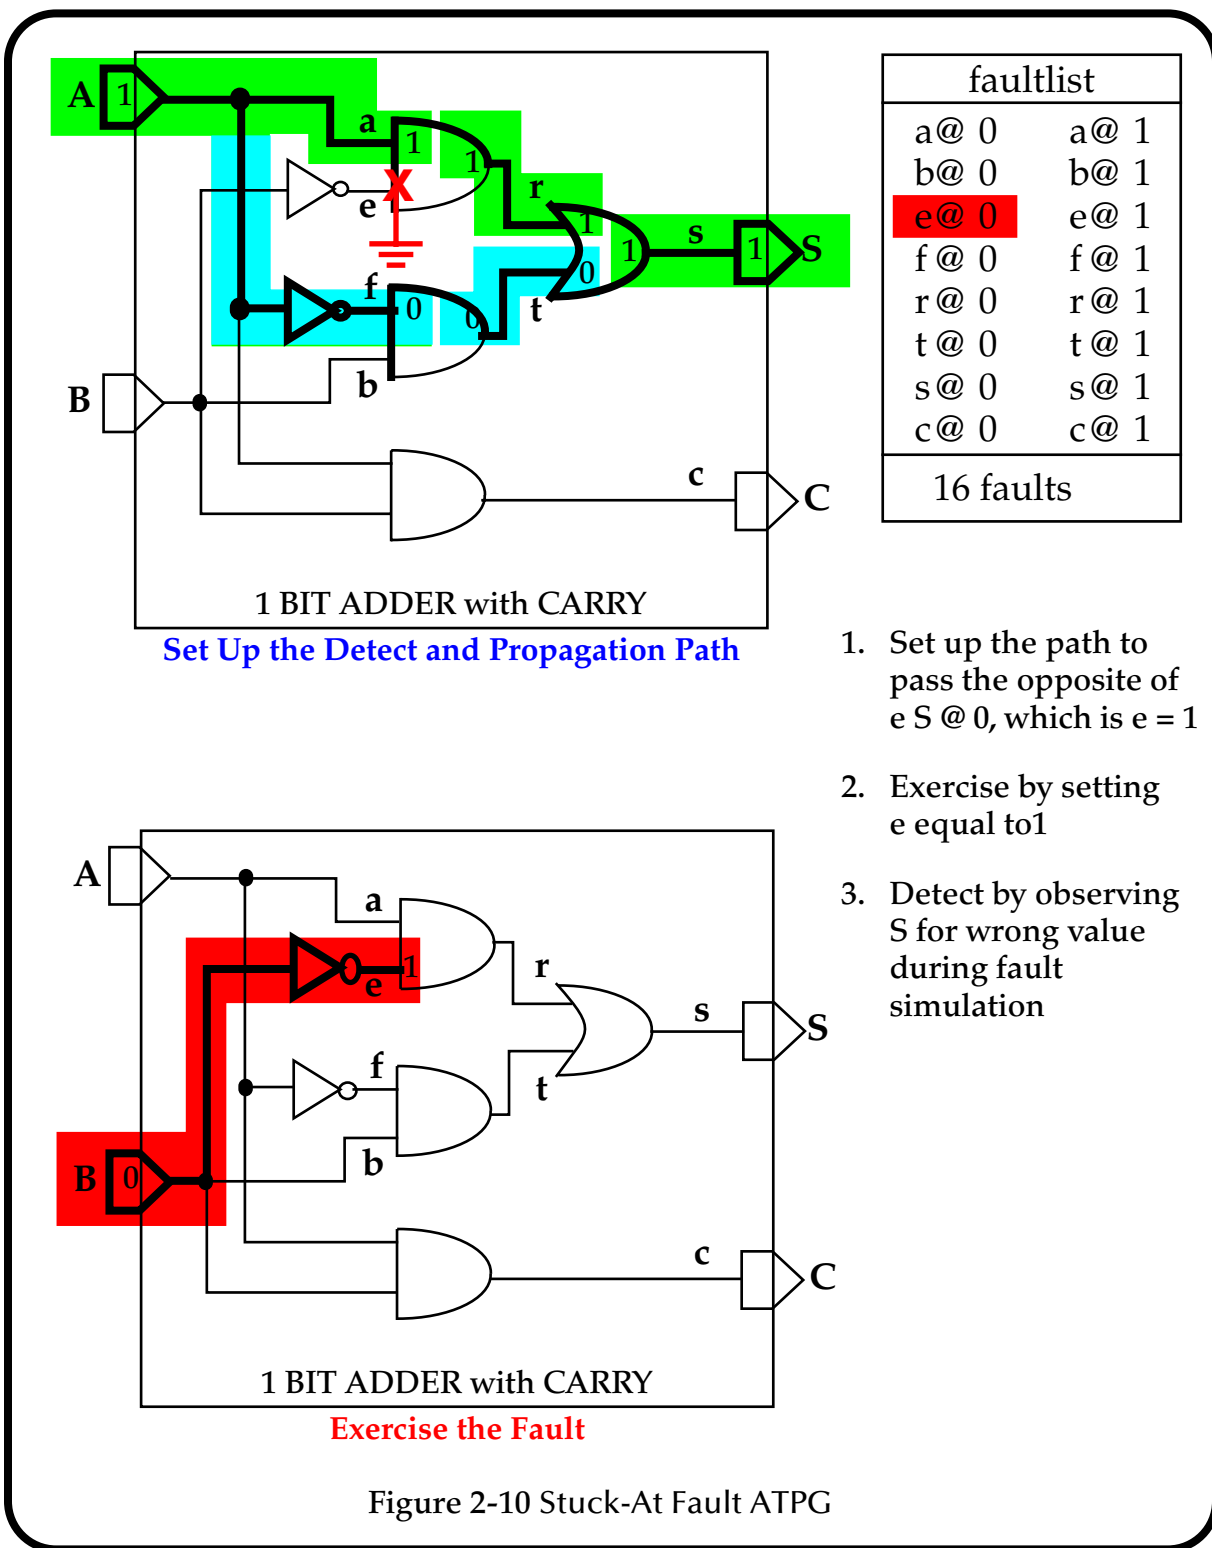 faultlist
a@ 0 a@ 1
b@ 0 b@ 1
e@ 0 e@ 1
f@ 0 f@ 1
r@ 0 r@ 1
t@ 0 t@ 1
s@ 0 s@ 1
c@ 0 c@ 1
16 faults
A 1
a 1 1
r 1
X
e
s 1 1 S
f 0 0
0
t
B
b
c C
1 BIT ADDER with CARRY
Set Up the Detect and Propagation Path
1. Set up the path to
pass the opposite of
e S @ 0, which is e = 1
2. Exercise by setting
e equal to1
3. Detect by observing
S for wrong value
during fault
simulation
A
a
e 1
r
s S
f
t
b
B 0
c C
1 BIT ADDER with CARRY
Exercise the Fault
Figure 2-10 Stuck-At Fault ATPG